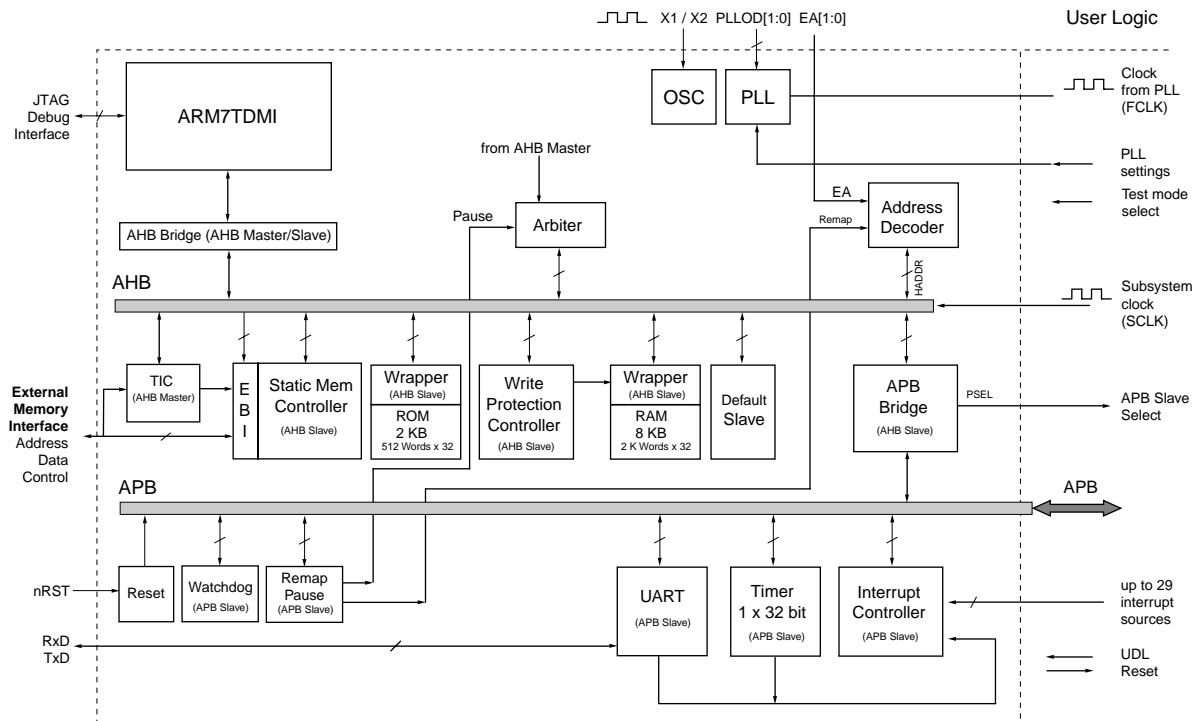 X1 / X2 PLLOD[1:0] EA[1:0]
User Logic
OSC
PLL
Clock
from PLL
(FCLK)
JTAG
Debug
Interface
ARM7TDMI
from AHB Master
PLL
settings
Test mode
select
EA
Address
Decoder
Pause
Arbiter
Remap
AHB Bridge (AHB Master/Slave)
HADDR
AHB
Subsystem
clock
(SCLK)
TIC
(AHB Master)
E
B
I
Static Mem
Controller
(AHB Slave)
Wrapper
(AHB Slave)
ROM
2 KB
512 Words x 32
Write
Protection
Controller
(AHB Slave)
Wrapper
(AHB Slave)
RAM
8 KB
2 K Words x 32
Default
Slave
APB
Bridge
(AHB Slave)
PSEL
APB Slave
Select
External
Memory
Interface
Address
Data
Control
APB
APB
nRST
Reset
Watchdog
(APB Slave)
Remap
Pause
(APB Slave)
UART
(APB Slave)
Timer
1 x 32 bit
(APB Slave)
Interrupt
Controller
(APB Slave)
up to 29
interrupt
sources
RxD
TxD
UDL
Reset